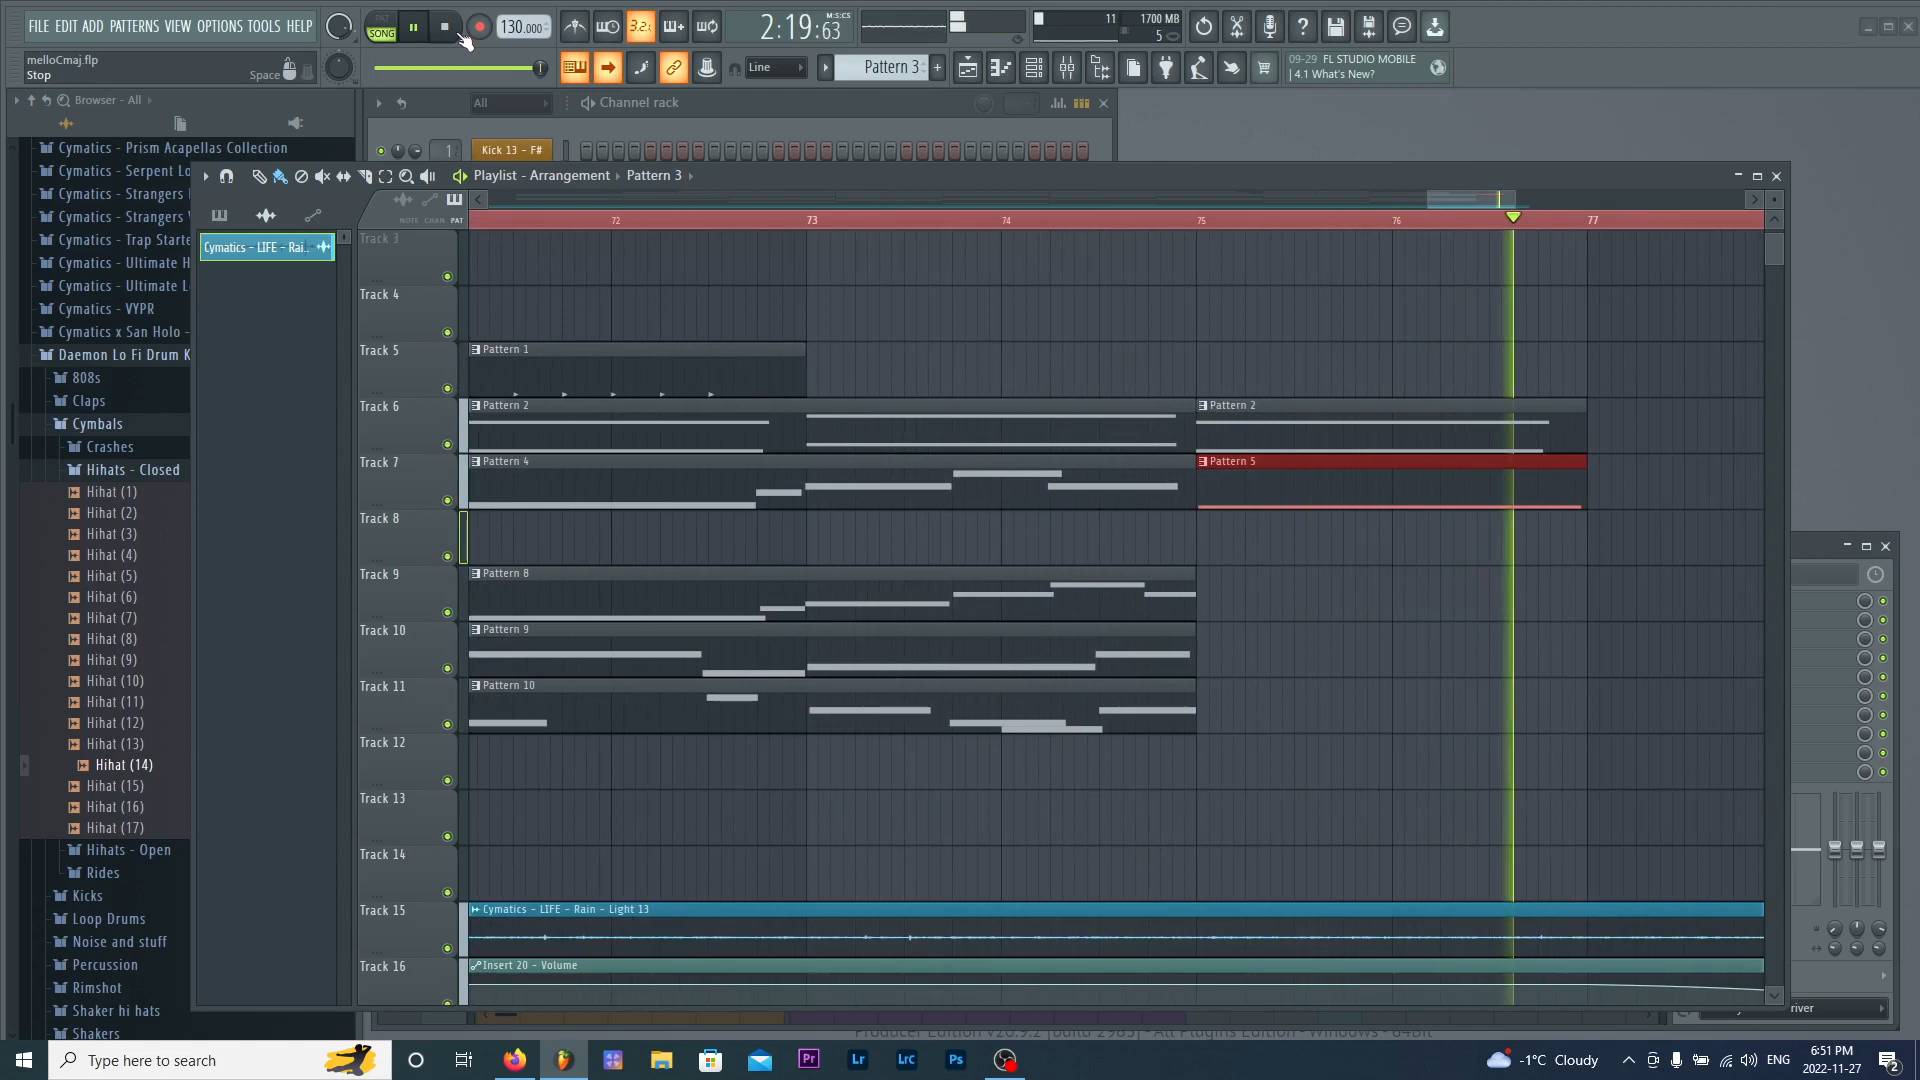 FILE EDIT ADD PATTERNS VIEW OPTIONS TOOLS HELP
PAT
SONG
130.000
3.2.
2:19:63
M:S:CS
11
1700 MB
5
melloCmaj.flp
Stop
Space
Line
Pattern 3
09-29 FL STUDIO MOBILE
4.1 What's New?
Browser - All
All
Channel rack
1
Kick 13 - F#
Cymatics - Prism Acapellas Collection
Cymatics - Serpent Lo
Cymatics - Strangers
Cymatics - Strangers
Cymatics - Trap Starte
Cymatics - Ultimate H
Cymatics - Ultimate L
Cymatics - VYPR
Cymatics x San Holo -
Daemon Lo Fi Drum K
808s
Claps
Cymbals
Crashes
Hihats - Closed
Hihat (1)
Hihat (2)
Hihat (3)
Hihat (4)
Hihat (5)
Hihat (6)
Hihat (7)
Hihat (8)
Hihat (9)
Hihat (10)
Hihat (11)
Hihat (12)
Hihat (13)
Hihat (14)
Hihat (15)
Hihat (16)
Hihat (17)
Hihats - Open
Rides
Kicks
Loop Drums
Noise and stuff
Percussion
Rimshot
Shaker hi hats
Shakers
Playlist - Arrangement
Pattern 3
NOTE CHAN PAT
72
73
74
75
76
77
Cymatics - LIFE - Rai..
Track 3
Track 4
Track 5
Pattern 1
Track 6
Pattern 2
Pattern 2
Track 7
Pattern 4
Pattern 5
Track 8
Track 9
Pattern 8
Track 10
Pattern 9
Track 11
Pattern 10
Track 12
Track 13
Track 14
Track 15
Cymatics - LIFE - Rain - Light 13
Track 16
Insert 20 - Volume
river
Type here to search
Pr
Lr
LrC
Ps
-1°C Cloudy
ENG
6:51 PM
2022-11-27
2